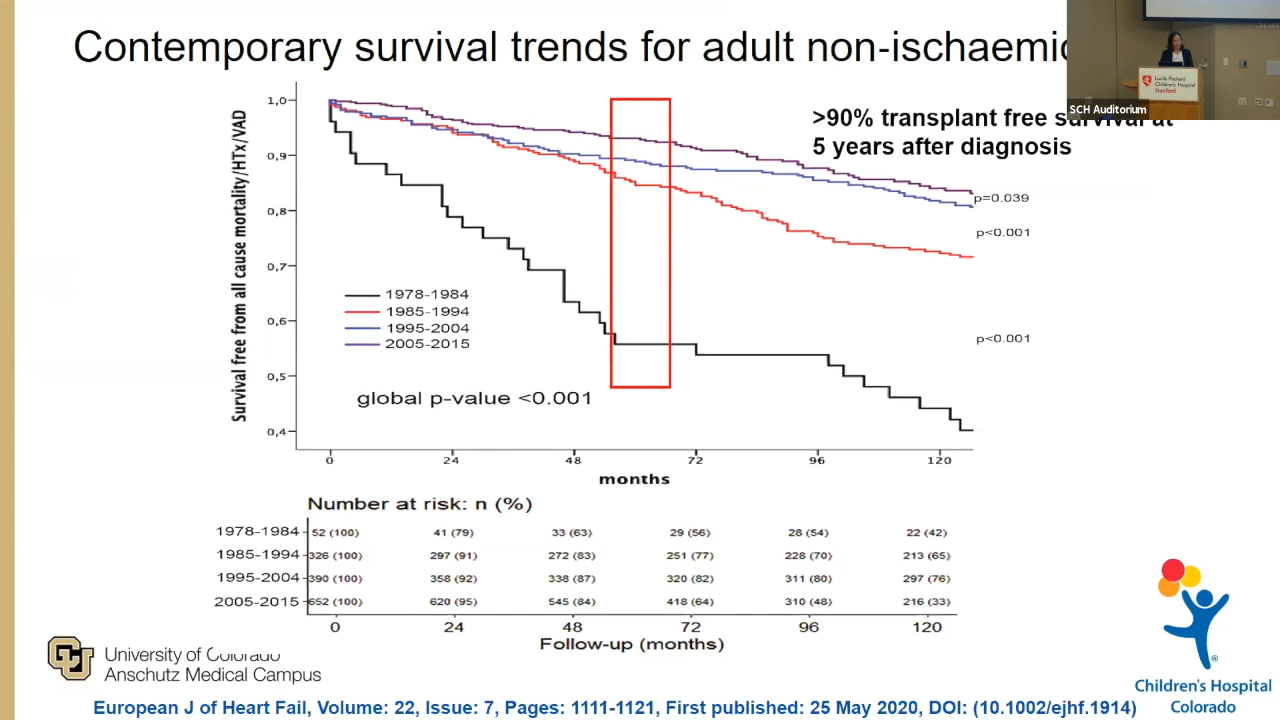 Contemporary survival trends for adult non-ischaemic
Lucile Packard
Children's Hospital
Stanford
SCH Auditorium
>90% transplant free survival at
5 years after diagnosis
Survival free from all cause mortality/HTx/VAD
1,0
0,9
0,8
0,7
0,6
0,5
0,4
p=0.039
p<0.001
p<0.001
1978-1984
1985-1994
1995-2004
2005-2015
global p-value <0.001
0 24 48 72 96 120
months
Number at risk: n (%)
1978-1984 52 (100) 41 (79) 33 (63) 29 (56) 28 (54) 22 (42)
1985-1994 326 (100) 297 (91) 272 (83) 251 (77) 228 (70) 213 (65)
1995-2004 390 (100) 358 (92) 338 (87) 320 (82) 311 (80) 297 (76)
2005-2015 652 (100) 620 (95) 545 (84) 418 (64) 310 (48) 216 (33)
0 24 48 72 96 120
Follow-up (months)
CU
University of Colorado
Anschutz Medical Campus
Children's Hospital
Colorado
®
European J of Heart Fail, Volume: 22, Issue: 7, Pages: 1111-1121, First published: 25 May 2020, DOI: (10.1002/ejhf.1914)